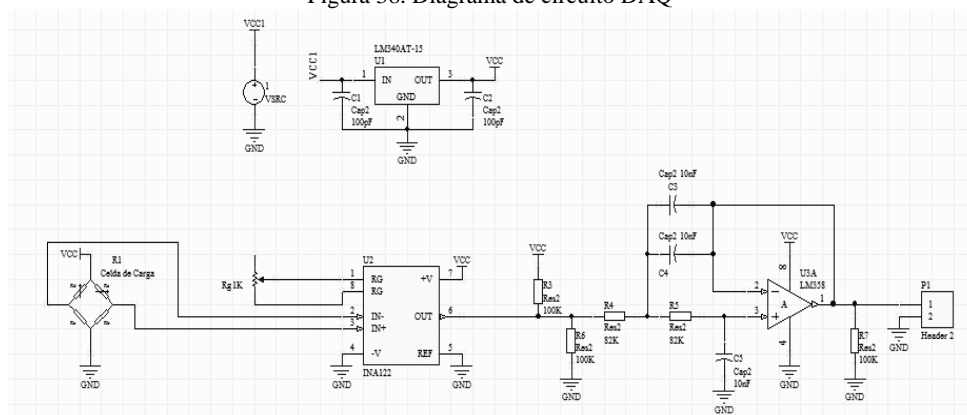 Figura 38. Diagrama de circuito DAQ
VCC1
1
VSRC
GND
LM340AT-15
U1
VCC1
1
IN
OUT
3
VCC
GND
2
C1
Cap2
100pF
C2
Cap2
100pF
GND
VCC
R1
Celda de Carga
GND
Rg1K
U2
1
RG
8
RG
2
IN-
3
IN+
4
-V
+V
7
VCC
OUT
6
REF
5
GND
GND
INA122
VCC
R3
Res2
100K
R6
Res2
100K
GND
R4
Res2
82K
R5
Res2
82K
Cap2 10nF
C3
Cap2 10nF
C4
C5
Cap2
10nF
GND
VCC
8
U3A
LM358
2
3
A
1
4
GND
R7
Res2
100K
GND
P1
1
2
Header 2
GND